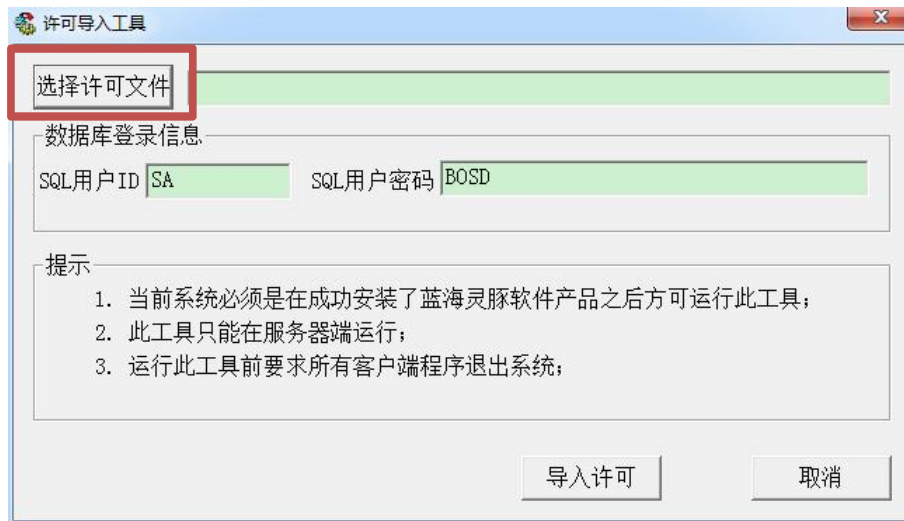 许可导入工具
选择许可文件
数据库登录信息
SQL用户ID SA SQL用户密码 BOSD
提示
1. 当前系统必须是在成功安装了蓝海灵豚软件产品之后方可运行此工具;
2. 此工具只能在服务器端运行;
3. 运行此工具前要求所有客户端程序退出系统;
导入许可 取消